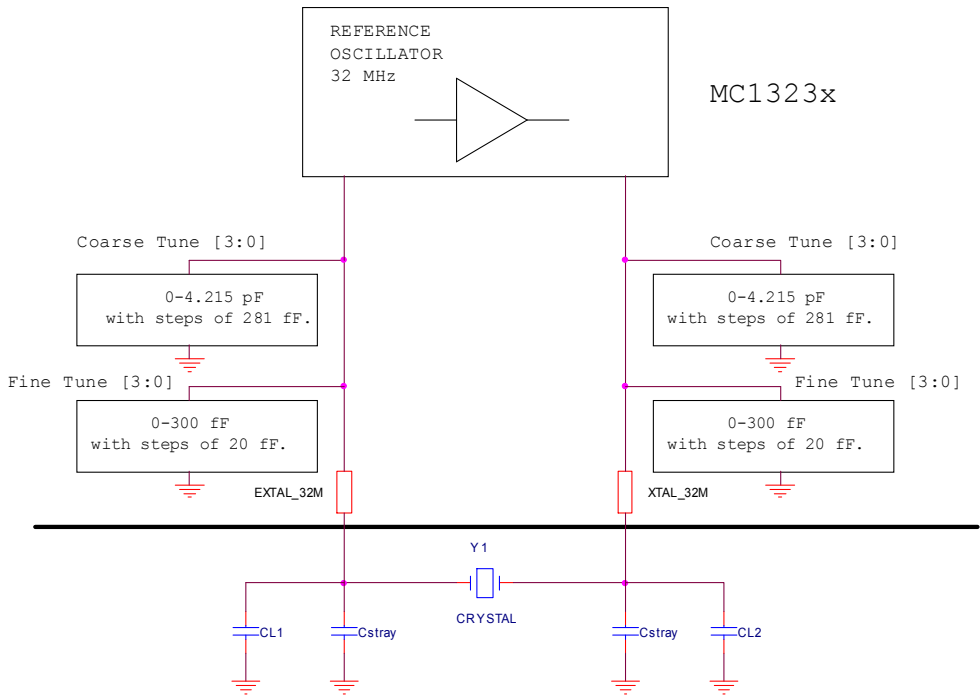 REFERENCE
OSCILLATOR
32 MHz
MC1323x
Coarse Tune [3:0]
Coarse Tune [3:0]
0-4.215 pF
with steps of 281 fF.
0-4.215 pF
with steps of 281 fF.
Fine Tune [3:0]
Fine Tune [3:0]
0-300 fF
with steps of 20 fF.
0-300 fF
with steps of 20 fF.
EXTAL_32M
XTAL_32M
Y1
CRYSTAL
CL1
Cstray
Cstray
CL2